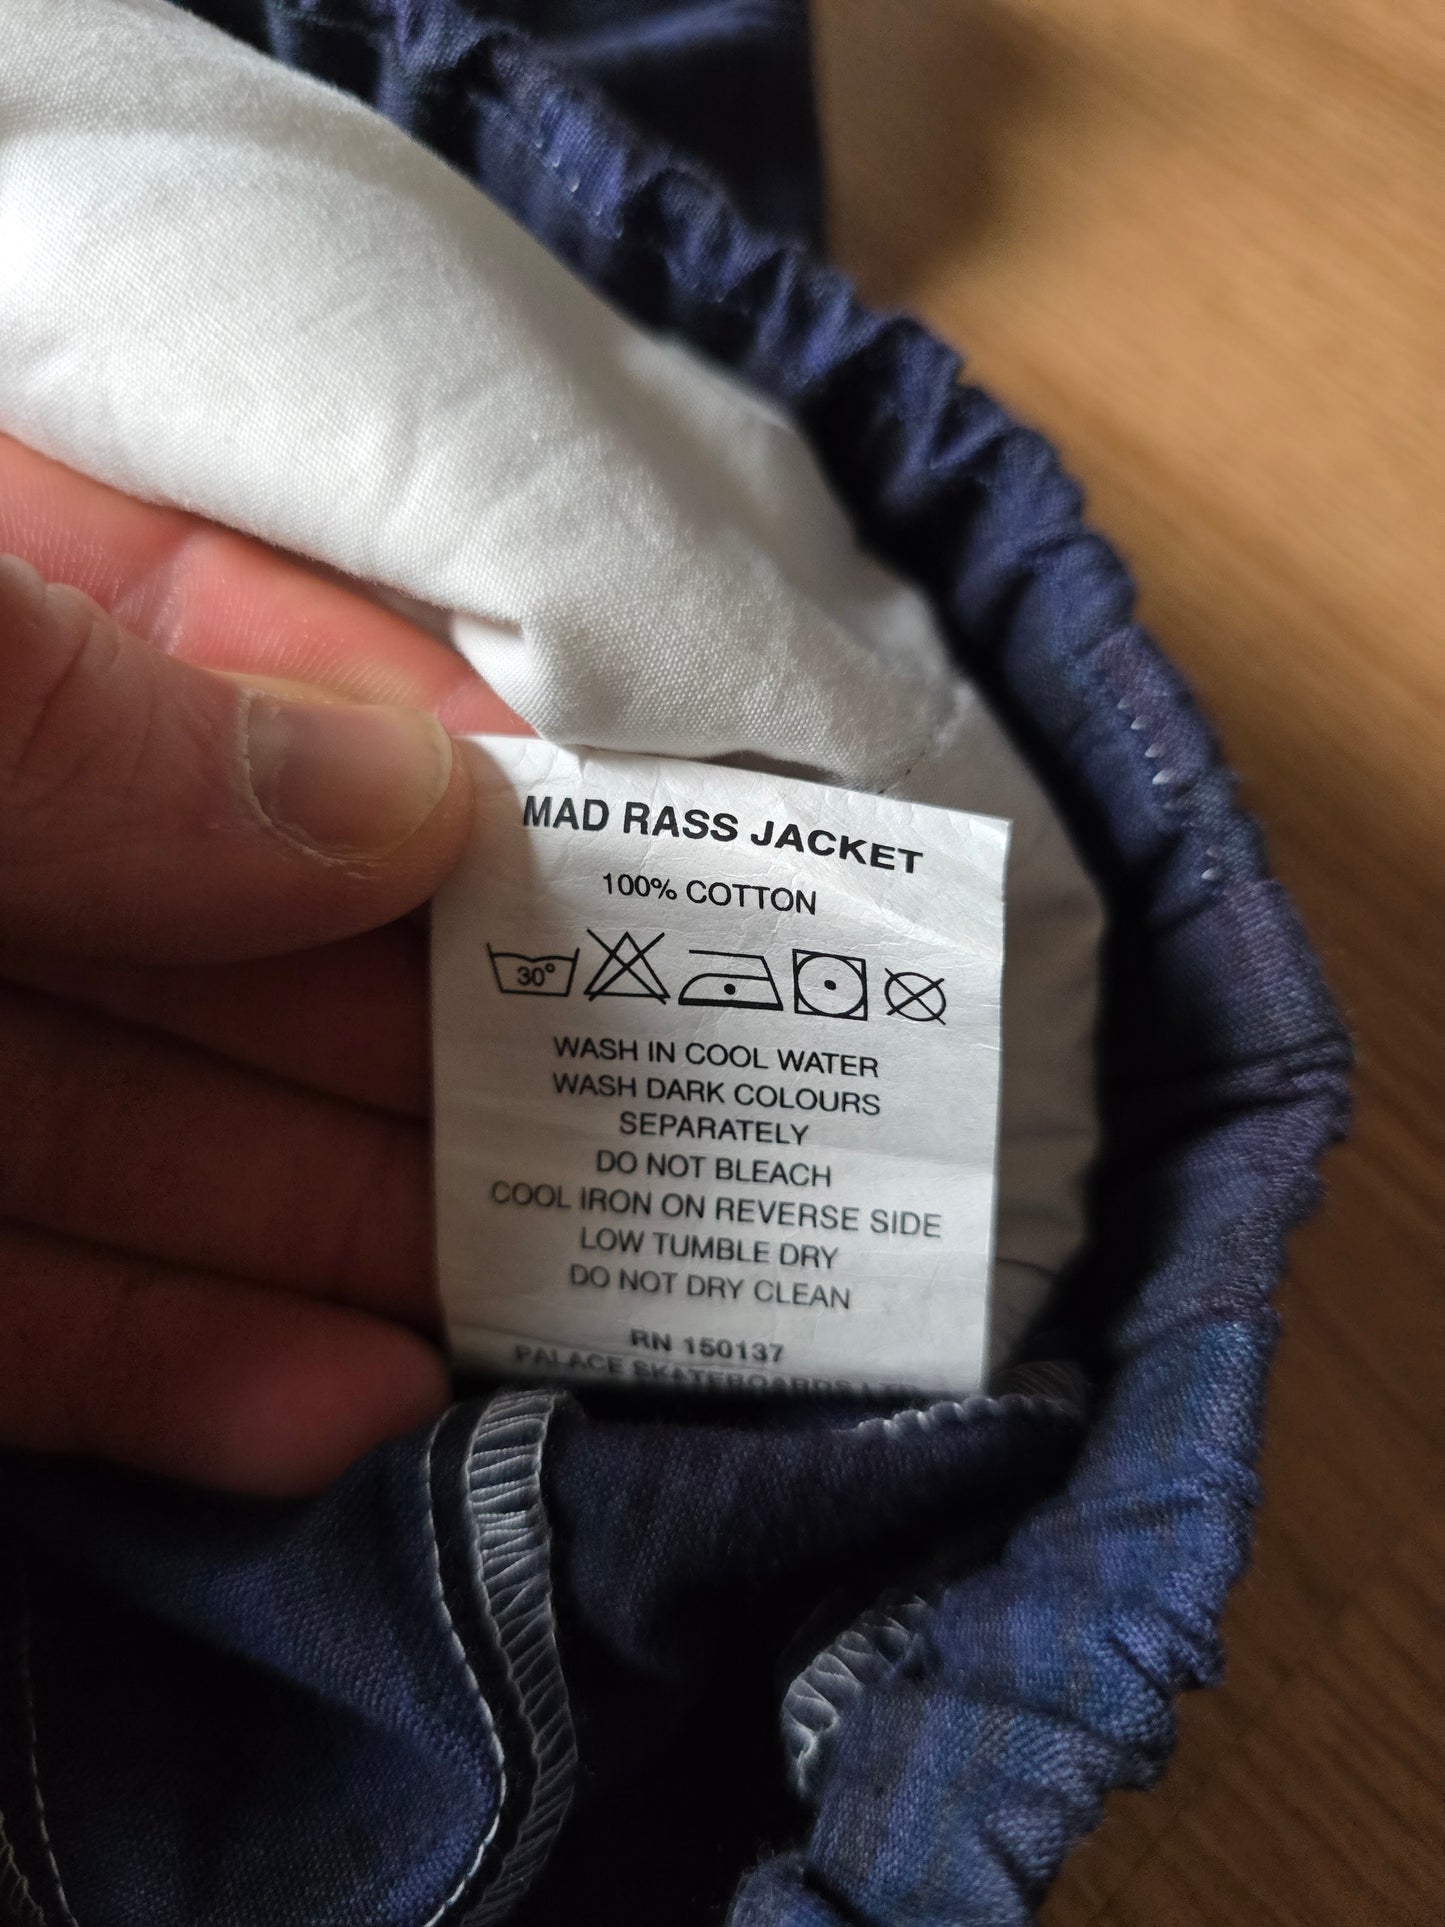 MAD RASS JACKET
100% COTTON
30°
WASH IN COOL WATER
WASH DARK COLOURS
SEPARATELY
DO NOT BLEACH
COOL IRON ON REVERSE SIDE
LOW TUMBLE DRY
DO NOT DRY CLEAN
RN 150137
PALACE SKATEBOARDS LTD